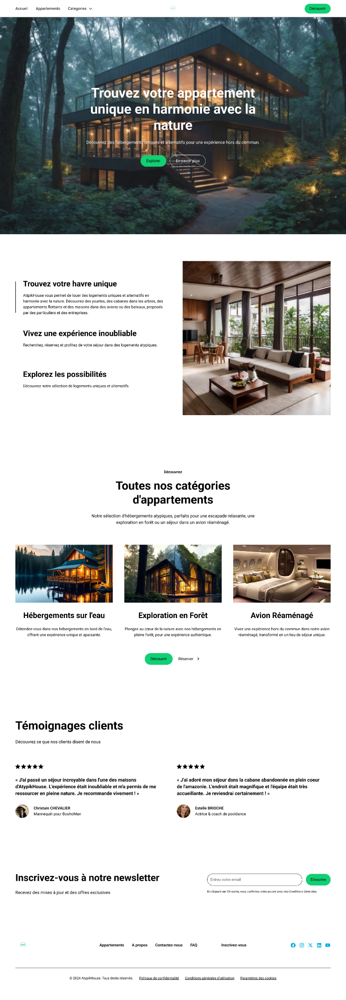 Accueil Appartements Categories Découvrir
Trouvez votre appartement
unique en harmonie avec la
nature
Découvrez des hébergements uniques et alternatifs pour une expérience hors du commun.
Explorer En savoir plus
Trouvez votre havre unique
AtipikHouse vous permet de louer des logements uniques et alternatifs en
harmonie avec la nature. Découvrez des yourtes, des cabanes dans les arbres, des
appartements flottants et des maisons dans des avions ou des bateaux, proposés
par des particuliers et des entreprises.
Vivez une expérience inoubliable
Recherchez, réservez et profitez de votre séjour dans des logements atypiques.
Explorez les possibilités
Découvrez notre sélection de logements uniques et alternatifs.
Découvrez
Toutes nos catégories
d'appartements
Notre sélection d'hébergements atypiques, parfaits pour une escapade relaxante, une
exploration en forêt ou un séjour dans un avion réaménagé.
Hébergements sur l'eau
Détendez-vous dans nos hébergements en bord de l'eau,
offrant une expérience unique et apaisante.
Exploration en Forêt
Plongez au cœur de la nature avec nos hébergements en
pleine forêt, pour une expérience authentique.
Avion Réaménagé
Vivez une expérience hors du commun dans notre avion
réaménagé, transformé en un lieu de séjour unique.
Découvrir Réserver
Témoignages clients
Découvrez ce que nos clients disent de nous
« J'ai passé un séjour incroyable dans l'une des maisons
d'AtypikHouse. L'expérience était inoubliable et m'a permis de me
ressourcer en pleine nature. Je recommande vivement ! »
Christain CHEVALIER
Mannequin pour BoohoMan
« J'ai adoré mon séjour dans la cabane abandonnée en plein coeur
de l'amazonie. L'endroit était magnifique et l'équipe était très
accueillante. Je reviendrai certainement ! »
Estelle BRIOCHE
Actrice & coach de pooldance
Inscrivez-vous à notre newsletter
Recevez des mises à jour et des offres exclusives
Entrez votre email S'inscrire
En cliquant sur S'inscrire, vous confirmez votre accord avec nos Conditions Générales.
Appartements A propos Contactez-nous FAQ Inscrivez-vous
© 2024 AtypikHouse. Tous droits réservés. Politique de confidentialité Conditions générales d'utilisation Paramètres des cookies